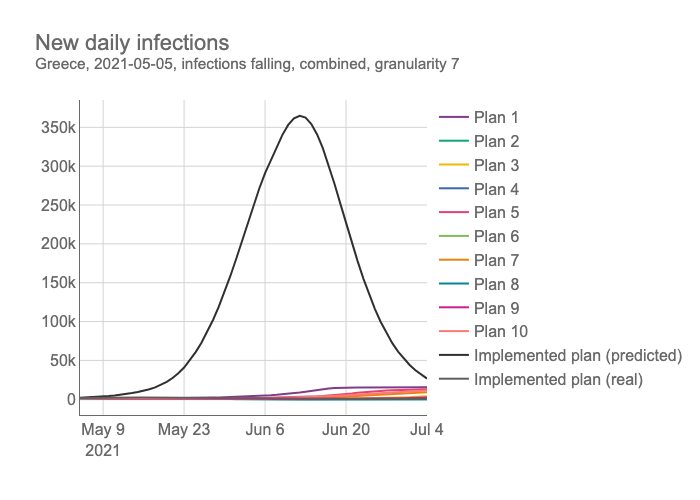 New daily infections
Greece, 2021-05-05, infections falling, combined, granularity 7
350k
300k
250k
200k
150k
100k
50k
0
May 9
2021
May 23
Jun 6
Jun 20
Jul 4
Plan 1
Plan 2
Plan 3
Plan 4
Plan 5
Plan 6
Plan 7
Plan 8
Plan 9
Plan 10
Implemented plan (predicted)
Implemented plan (real)